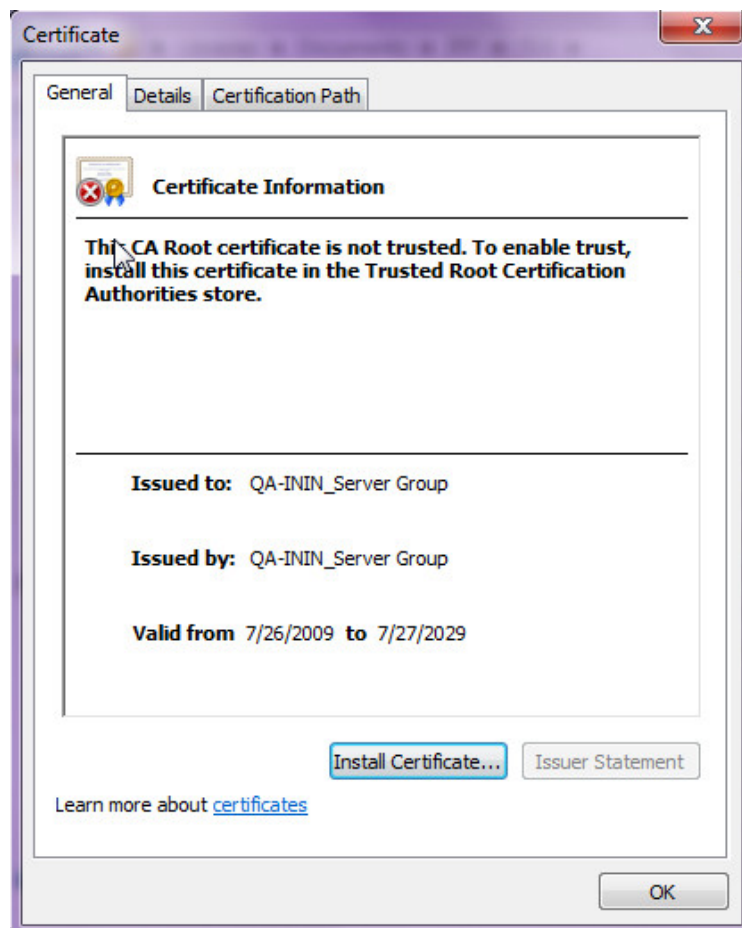 Certificate
General Details Certification Path
Certificate Information
This CA Root certificate is not trusted. To enable trust,
install this certificate in the Trusted Root Certification
Authorities store.
Issued to: QA-ININ_Server Group
Issued by: QA-ININ_Server Group
Valid from 7/26/2009 to 7/27/2029
Install Certificate... Issuer Statement
Learn more about certificates
OK